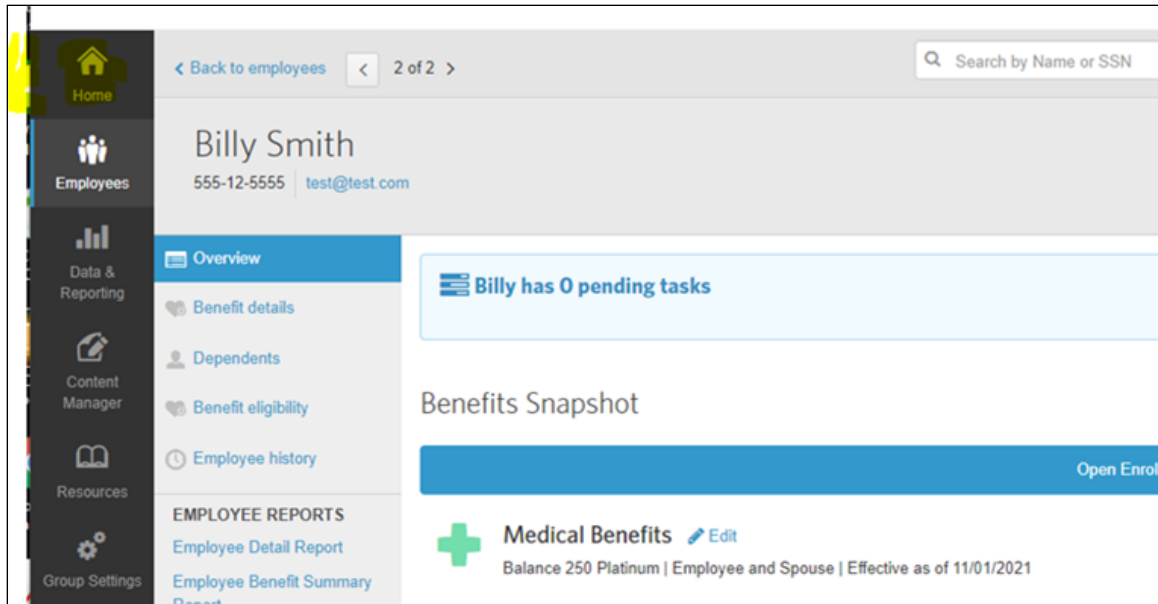 Home
Employees
Data &
Reporting
Content
Manager
Resources
Group Settings
Back to employees
2 of 2
Search by Name or SSN
Billy Smith
555-12-5555 test@test.com
Overview
Benefit details
Dependents
Benefit eligibility
Employee history
EMPLOYEE REPORTS
Employee Detail Report
Employee Benefit Summary
Report
Billy has 0 pending tasks
Benefits Snapshot
Open Enrol
Medical Benefits Edit
Balance 250 Platinum | Employee and Spouse | Effective as of 11/01/2021